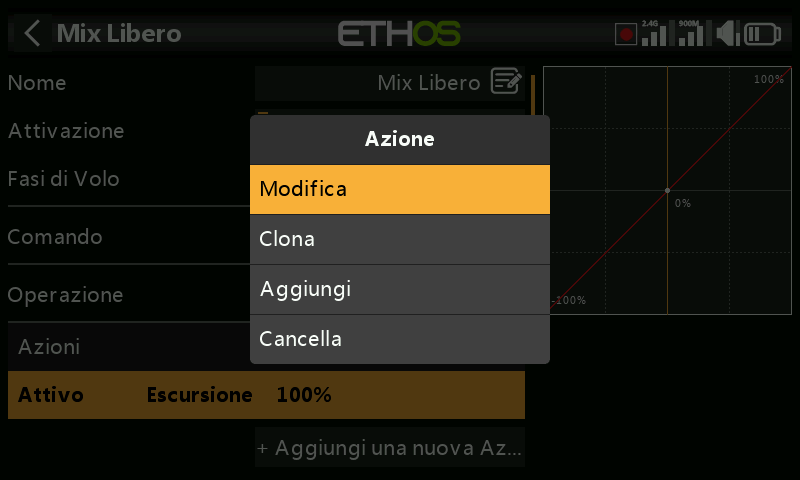 Mix Libero
ETHOS
2.4G
900M
Nome
Mix Libero
Attivazione
Fasi di Volo
Comando
Operazione
Azioni
Attivo Escursione 100%
+ Aggiungi una nuova Az...
Azione
Modifica
Clona
Aggiungi
Cancella
100%
0%
-100%